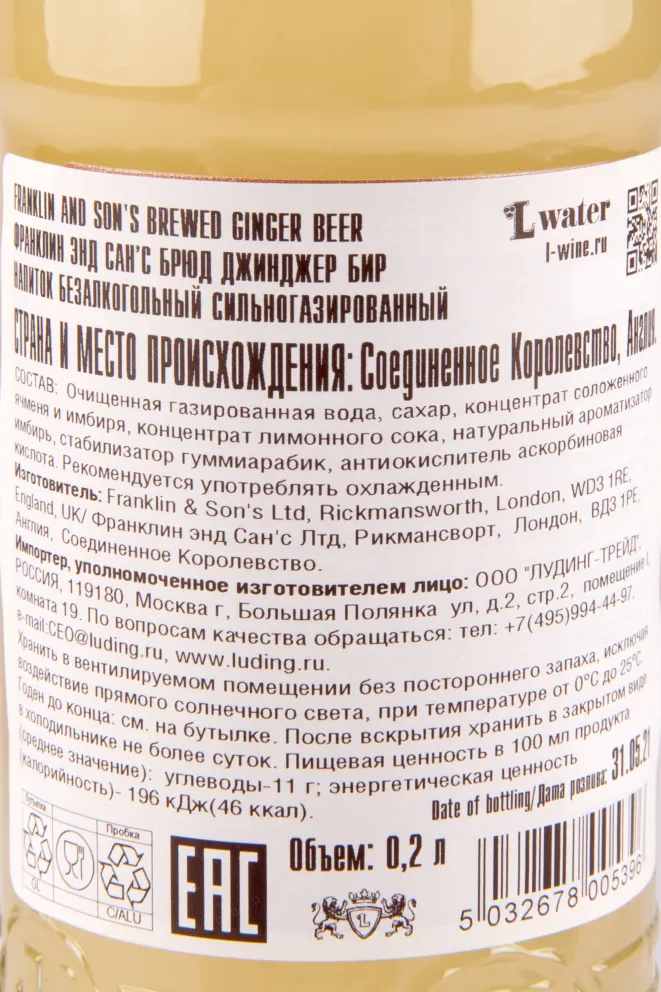 FRANKLIN AND SON'S BREWED GINGER BEER
ФРАНКЛИН ЭНД САН'С БРЮД ДЖИНДЖЕР БИР
НАПИТОК БЕЗАЛКОГОЛЬНЫЙ СИЛЬНОГАЗИРОВАННЫЙ
L water
l-wine.ru
СТРАНА И МЕСТО ПРОИСХОЖДЕНИЯ: Соединенное Королевство, Англия.
СОСТАВ: Очищенная газированная вода, сахар, концентрат соложенного
ячменя и имбиря, концентрат лимонного сока, натуральный ароматизатор
имбирь, стабилизатор гуммиарабик, антиокислитель аскорбиновая
кислота. Рекомендуется употреблять охлажденным.
Изготовитель: Franklin & Son's Ltd, Rickmansworth, London, WD3 1RE,
England, UK/ Франклин энд Сан'с Лтд, Рикмансворт, Лондон, ВД3 1РЕ,
Англия, Соединенное Королевство.
Импортер, уполномоченное изготовителем лицо: ООО "ЛУДИНГ-ТРЕЙД",
РОССИЯ, 119180, Москва г, Большая Полянка ул, д.2, стр.2, помещение I,
комната 19. По вопросам качества обращаться: тел: +7(495)994-44-97,
e-mail:CEO@luding.ru, www.luding.ru.
Хранить в вентилируемом помещении без постороннего запаха, исключая
воздействие прямого солнечного света, при температуре от 0°С до 25°С.
Годен до конца: см. на бутылке. После вскрытия хранить в закрытом виде
в холодильнике не более суток. Пищевая ценность в 100 мл продукта
(среднее значение): углеводы-11 г; энергетическая ценность
(калорийность)- 196 кДж(46 ккал).
Date of bottling/Дата розлива: 31.05.21
Бутылка
Пробка
GL
C/ALU
EAC
Объем: 0,2 л
L
5 032678 005396